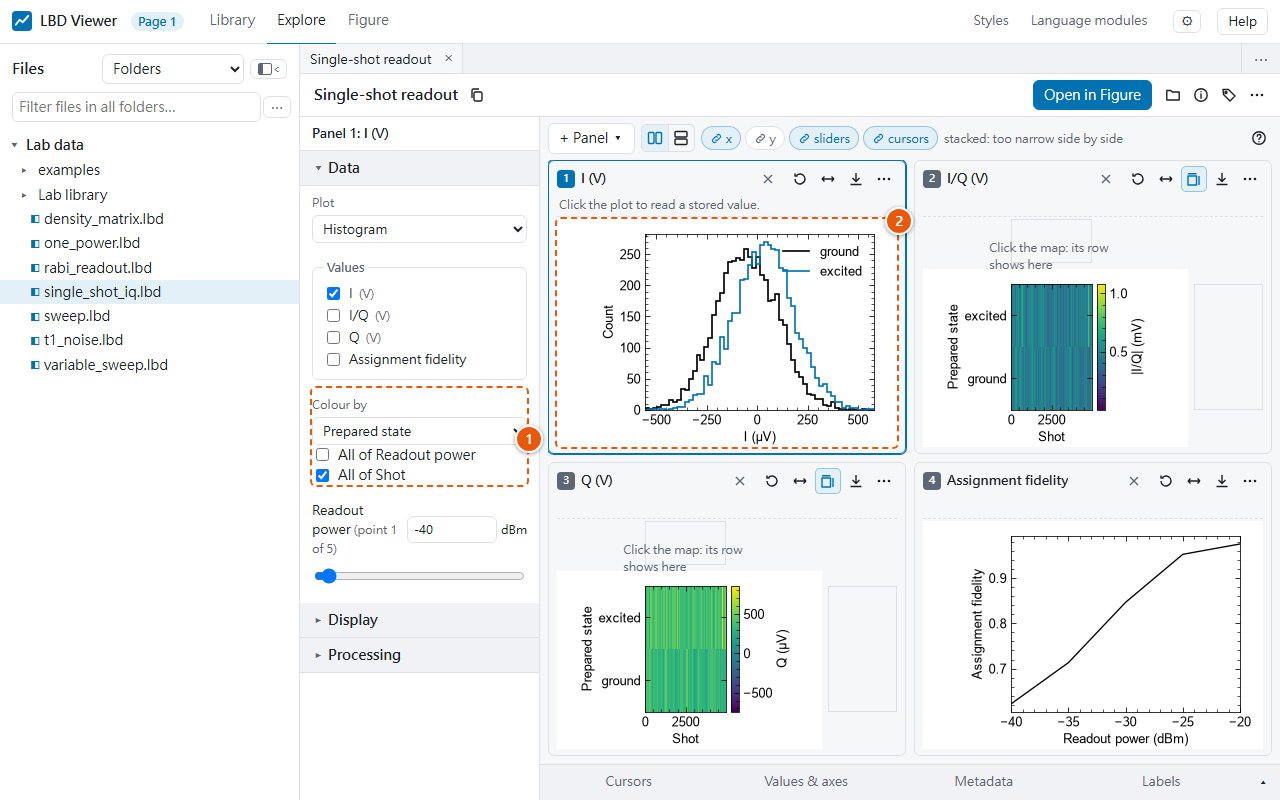 LBD Viewer Page 1 Library Explore Figure Styles Language modules Help
Files Folders
Filter files in all folders...
Lab data
examples
Lab library
density_matrix.lbd
one_power.lbd
rabi_readout.lbd
single_shot_iq.lbd
sweep.lbd
t1_noise.lbd
variable_sweep.lbd
Single-shot readout
Single-shot readout Open in Figure
Panel 1: I (V)
Data
Plot
Histogram
Values
I (V)
I/Q (V)
Q (V)
Assignment fidelity
Colour by
Prepared state
1
All of Readout power
All of Shot
Readout
power (point 1
of 5)
-40 dBm
Display
Processing
+ Panel x y sliders cursors stacked: too narrow side by side
1 I (V)
Click the plot to read a stored value.
2
250
200
150
100
50
0
Count
ground
excited
−500 −250 0 250 500
I (µV)
2 I/Q (V)
Click the map: its row
shows here
Prepared state
excited
ground
0 2500
Shot
1.0
0.5
|I/Q| (mV)
3 Q (V)
Click the map: its row
shows here
Prepared state
excited
ground
0 2500
Shot
500
0
−500
Q (µV)
4 Assignment fidelity
Assignment fidelity
0.9
0.8
0.7
−40 −35 −30 −25 −20
Readout power (dBm)
Cursors Values & axes Metadata Labels